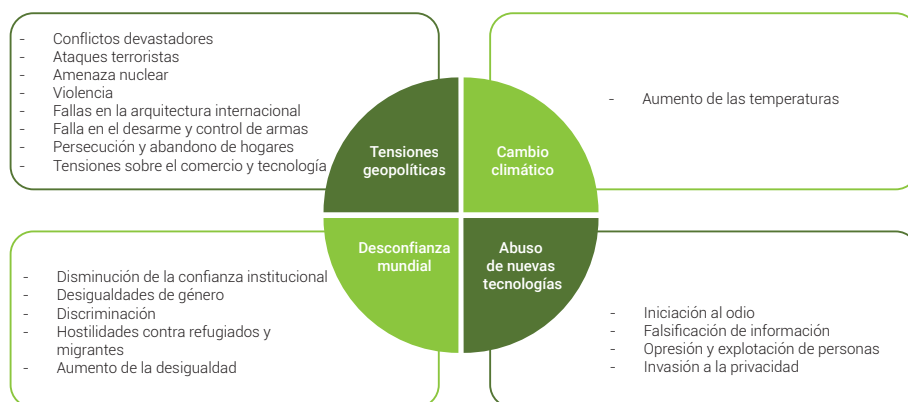 - Conflictos devastadores
- Ataques terroristas
- Amenaza nuclear
- Violencia
- Fallas en la arquitectura internacional
- Falla en el desarme y control de armas
- Persecución y abandono de hogares
- Tensiones sobre el comercio y tecnología
Tensiones
geopolíticas
Cambio
climático
- Aumento de las temperaturas
- Disminución de la confianza institucional
- Desigualdades de género
- Discriminación
- Hostilidades contra refugiados y
migrantes
- Aumento de la desigualdad
Desconfianza
mundial
Abuso
de nuevas
tecnologías
- Iniciación al odio
- Falsificación de información
- Opresión y explotación de personas
- Invasión a la privacidad